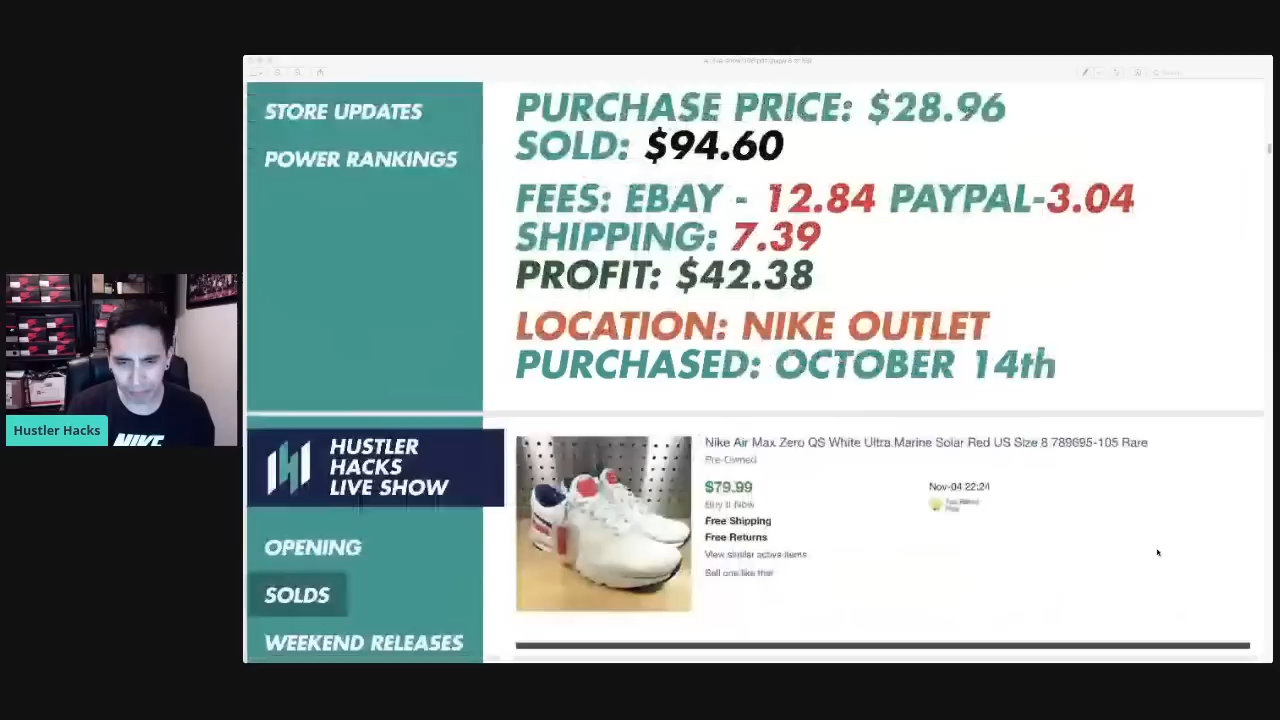 STORE UPDATES
POWER RANKINGS
PURCHASE PRICE: $28.96
SOLD: $94.60
FEES: EBAY - 12.84 PAYPAL-3.04
SHIPPING: 7.39
PROFIT: $42.38
LOCATION: NIKE OUTLET
PURCHASED: OCTOBER 14th
Hustler Hacks
NIKE
HUSTLER
HACKS
LIVE SHOW
OPENING
SOLDS
WEEKEND RELEASES
Nike Air Max Zero QS White Ultra Marine Solar Red US Size 8 789695-105 Rare
Pre-Owned
$79.99
Buy It Now
Free Shipping
Free Returns
View similar active items
Sell one like this
Nov-04 22:24